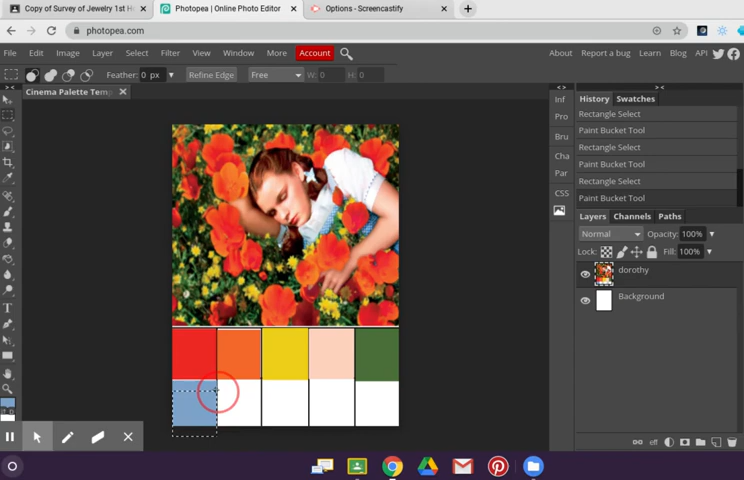 Copy of Survey of Jewelry 1st H
Photopea | Online Photo Editor
Options - Screencastify
photopea.com
File Edit Image Layer Select Filter View Window More Account
About Report a bug Learn Blog API
Feather: 0 px Refine Edge Free W: 0 H: 0
Cinema Palette Temp
Inf
Pro
Bru
Cha
Par
CSS
History Swatches
Rectangle Select
Paint Bucket Tool
Rectangle Select
Paint Bucket Tool
Rectangle Select
Paint Bucket Tool
Layers Channels Paths
Normal Opacity: 100%
Lock: Fill: 100%
dorothy
Background
eff